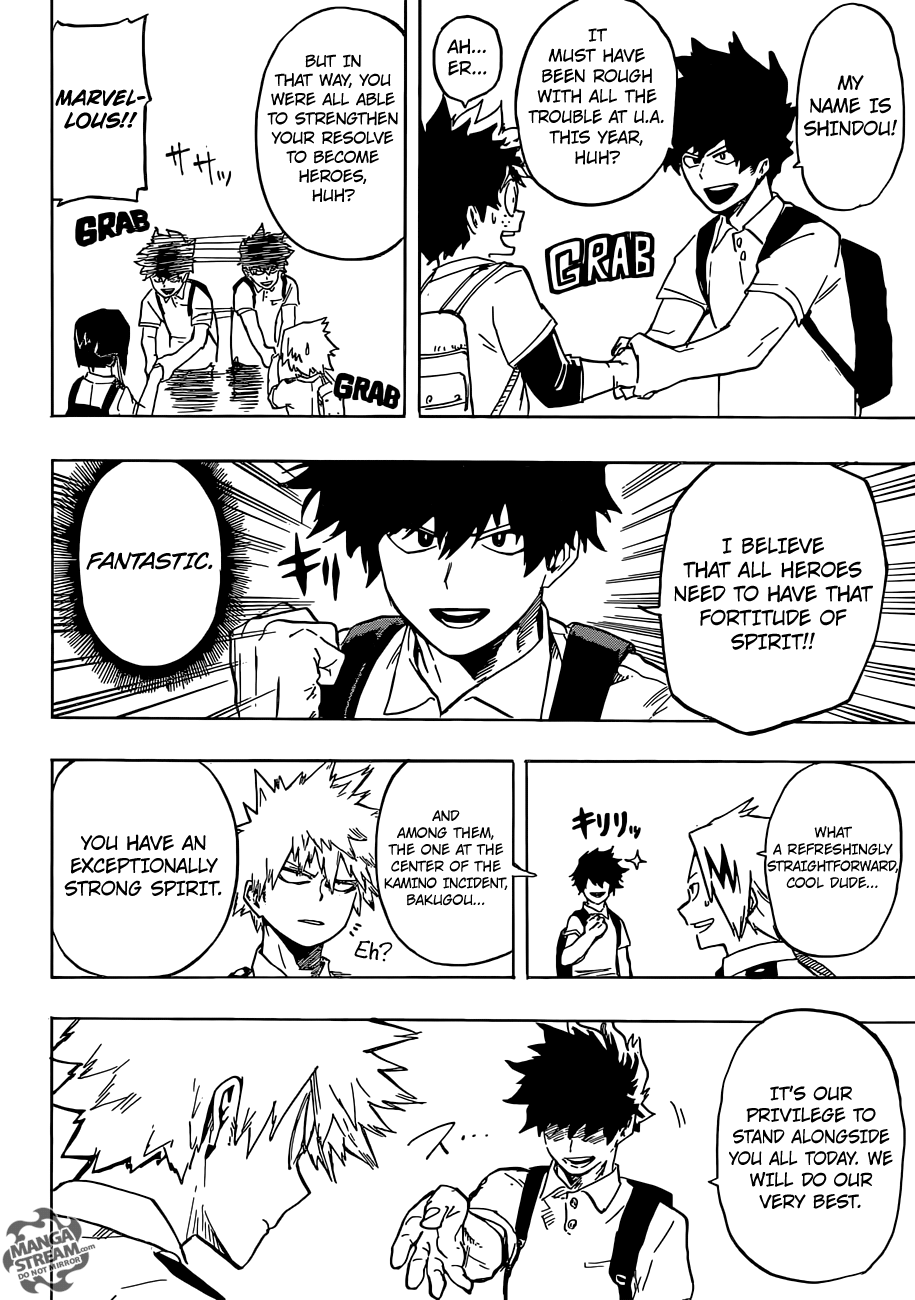 MY
NAME IS
SHINDOU!
IT
MUST HAVE
BEEN ROUGH
WITH ALL THE
TROUBLE AT U.A.
THIS YEAR,
HUH?
AH...
ER...
GRAB
BUT IN
THAT WAY, YOU
WERE ALL ABLE
TO STRENGTHEN
YOUR RESOLVE
TO BECOME
HEROES,
HUH?
ササッ
MARVEL-
LOUS!!
GRAB
GRAB
I BELIEVE
THAT ALL HEROES
NEED TO HAVE THAT
FORTITUDE OF
SPIRIT!!
キッ
FANTASTIC.
WHAT
A REFRESHINGLY
STRAIGHTFORWARD,
COOL DUDE...
キリリッ
AND
AMONG THEM,
THE ONE AT THE
CENTER OF THE
KAMINO INCIDENT,
BAKUGOU...
Eh?
YOU HAVE AN
EXCEPTIONALLY
STRONG SPIRIT.
IT'S OUR
PRIVILEGE TO
STAND ALONGSIDE
YOU ALL TODAY. WE
WILL DO OUR
VERY BEST.
ス...
MANGA
STREAM.com
DO NOT MIRROR